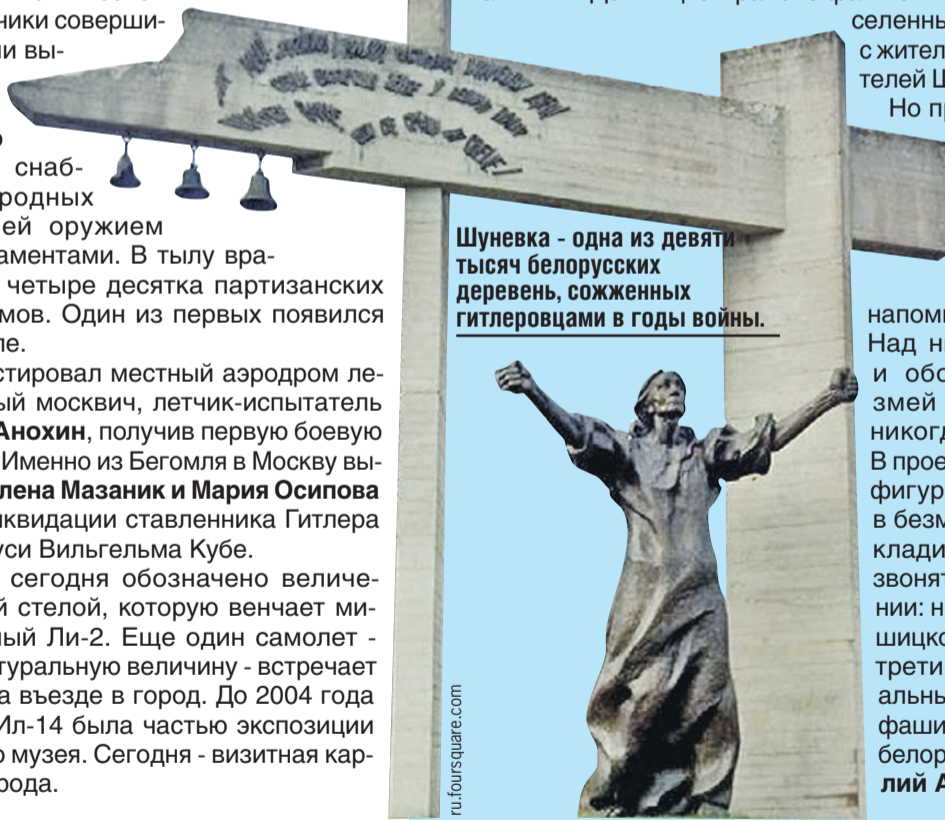 ники соверши-
ли вы-
снаб-
родных
ей оружием
аментами. В тылу вра-
четыре десятка партизанских
мов. Один из первых появился
ле.
стировал местный аэродром ле-
ый москвич, летчик-испытатель
Анохин, получив первую боевую
Именно из Бегомля в Москву вы-
лена Мазаник и Мария Осипова
иквидации ставленника Гитлера
уси Вильгельма Кубе.
сегодня обозначено величе-
й стелой, которую венчает ми-
ный Ли-2. Еще один самолет -
туральную величину - встречает
а въезде в город. До 2004 года
Ил-14 была частью экспозиции
о музея. Сегодня - визитная кар-
рода.
Шуневка - одна из девяти
тысяч белорусских
деревень, сожженных
гитлеровцами в годы войны.
ru.foursquare.com
селенны
с жител
телей Ш
Но пр
напоми
Над ни
и обо
змей
никогд
В прое
фигур
в безм
клади
звонят
нии: н
шицко
трети
альны
фаши
белор
лий А